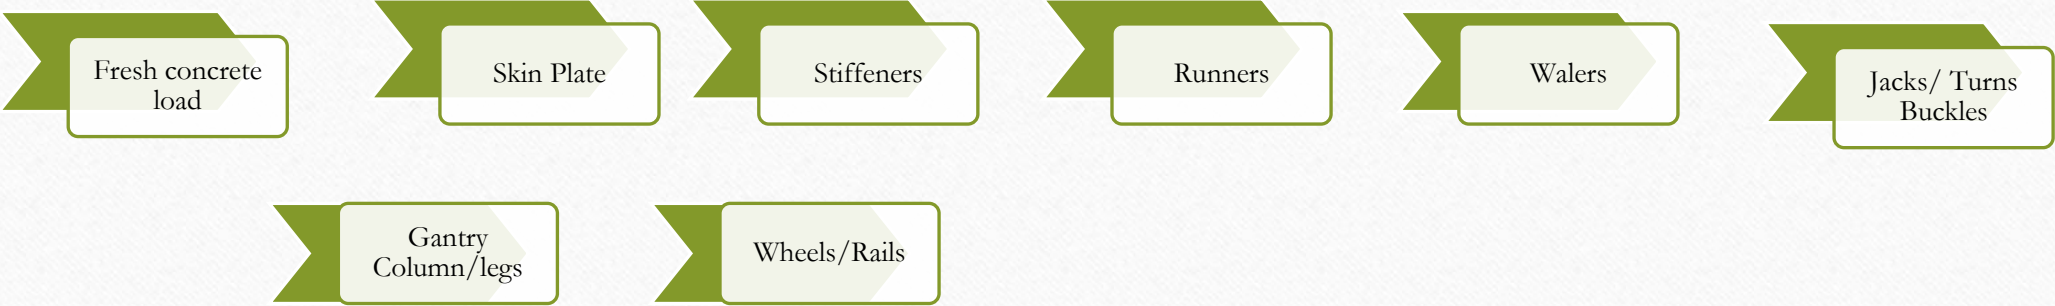 Fresh concrete
load
Skin Plate
Stiffeners
Runners
Walers
Jacks/ Turns
Buckles
Gantry
Column/legs
Wheels/Rails